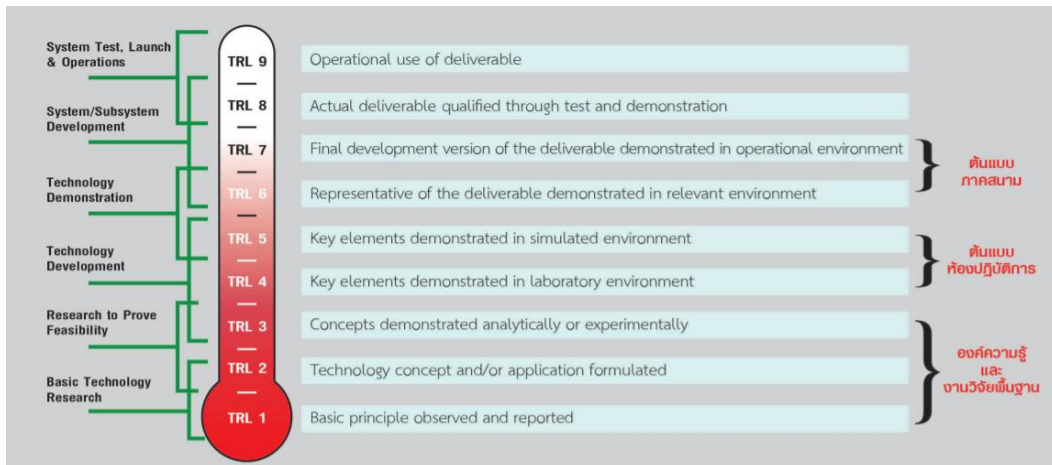 System Test, Launch
& Operations
System/Subsystem
Development
Technology
Demonstration
Technology
Development
Research to Prove
Feasibility
Basic Technology
Research
TRL 9
TRL 8
TRL 7
TRL 6
TRL 5
TRL 4
TRL 3
TRL 2
TRL 1
Operational use of deliverable
Actual deliverable qualified through test and demonstration
Final development version of the deliverable demonstrated in operational environment
Representative of the deliverable demonstrated in relevant environment
Key elements demonstrated in simulated environment
Key elements demonstrated in laboratory environment
Concepts demonstrated analytically or experimentally
Technology concept and/or application formulated
Basic principle observed and reported
ต้นแบบ
ภาคสนาม
ต้นแบบ
ห้องปฏิบัติการ
องค์ความรู้
และ
งานวิจัยพื้นฐาน